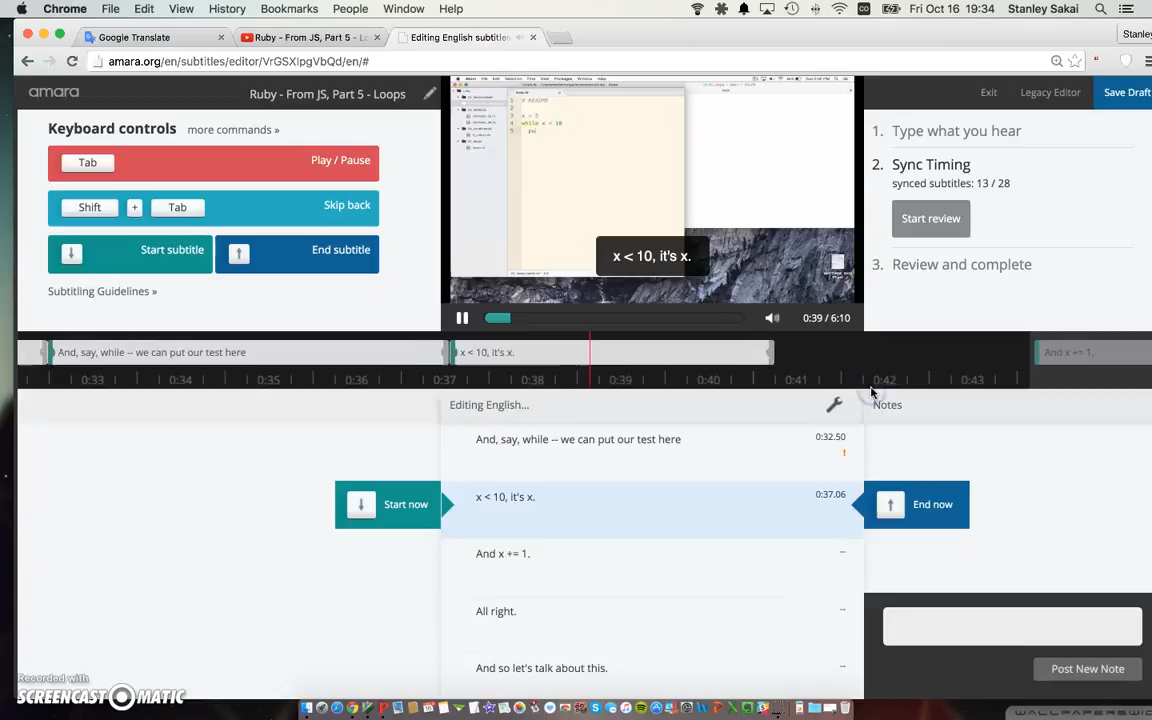 Chrome File Edit View History Bookmarks People Window Help Fri Oct 16 19:34 Stanley Sakai
Google Translate
Ruby - From JS, Part 5 - Lo
Editing English subtitles
Stanley
amara.org/en/subtitles/editor/VrGSXipgVbQd/en/#
amara
Ruby - From JS, Part 5 - Loops
Exit
Legacy Editor
Save Draft
Keyboard controls
more commands »
Tab
Play / Pause
Shift + Tab
Skip back
Start subtitle
End subtitle
Subtitling Guidelines »
# README
x = 5
while x < 10
pu
x < 10, it's x.
0:39 / 6:10
1. Type what you hear
2. Sync Timing
synced subtitles: 13 / 28
Start review
3. Review and complete
And, say, while -- we can put our test here
x < 10, it's x.
And x += 1.
0:33 0:34 0:35 0:36 0:37 0:38 0:39 0:40 0:41 0:42 0:43
Editing English...
Notes
And, say, while -- we can put our test here
0:32.50
!
Start now
x < 10, it's x.
0:37.06
End now
And x += 1.
--
All right.
--
And so let's talk about this.
--
Post New Note
Recorded with
SCREENCAST-O-MATIC